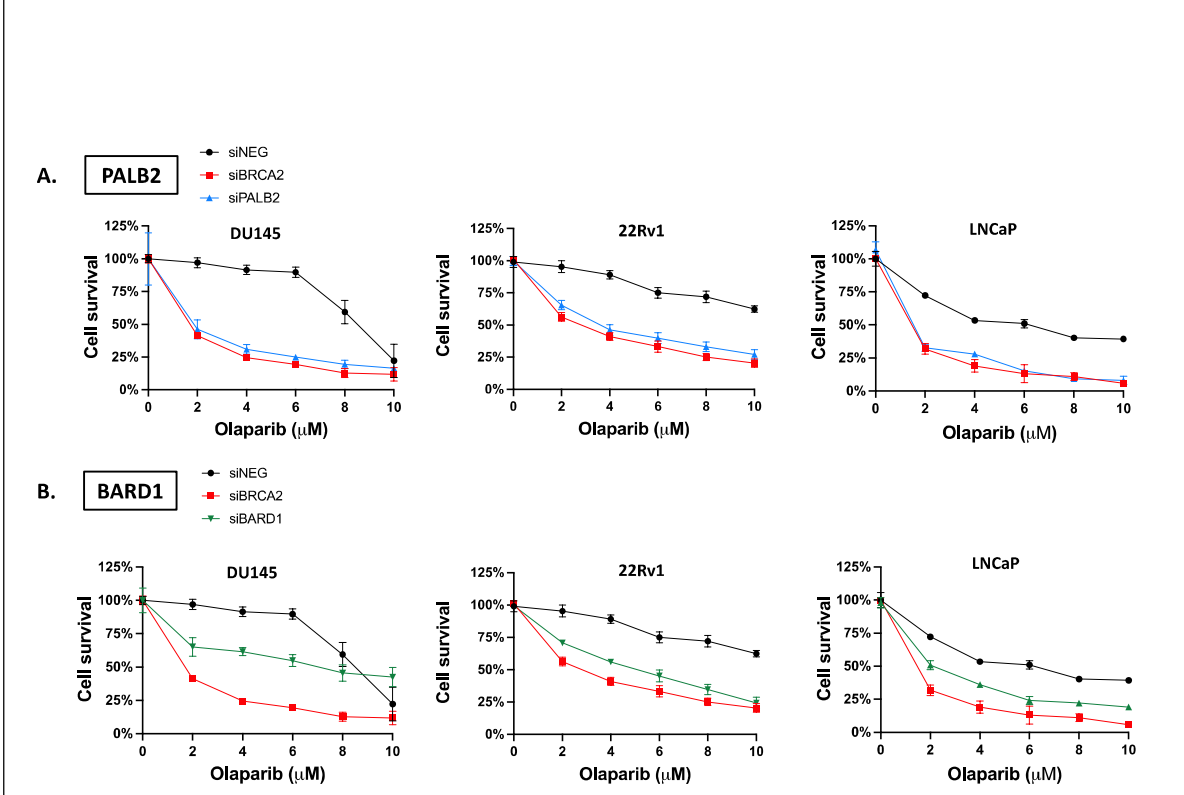 A.
PALB2
siNEG
siBRCA2
siPALB2
DU145
125%
100%
75%
50%
25%
0%
Cell survival
0 2 4 6 8 10
Olaparib (μM)
22Rv1
125%
100%
75%
50%
25%
0%
Cell survival
0 2 4 6 8 10
Olaparib (μM)
LNCaP
125%
100%
75%
50%
25%
0%
Cell survival
0 2 4 6 8 10
Olaparib (μM)
B.
BARD1
siNEG
siBRCA2
siBARD1
DU145
125%
100%
75%
50%
25%
0%
Cell survival
0 2 4 6 8 10
Olaparib (μM)
22Rv1
125%
100%
75%
50%
25%
0%
Cell survival
0 2 4 6 8 10
Olaparib (μM)
LNCaP
125%
100%
75%
50%
25%
0%
Cell survival
0 2 4 6 8 10
Olaparib (μM)